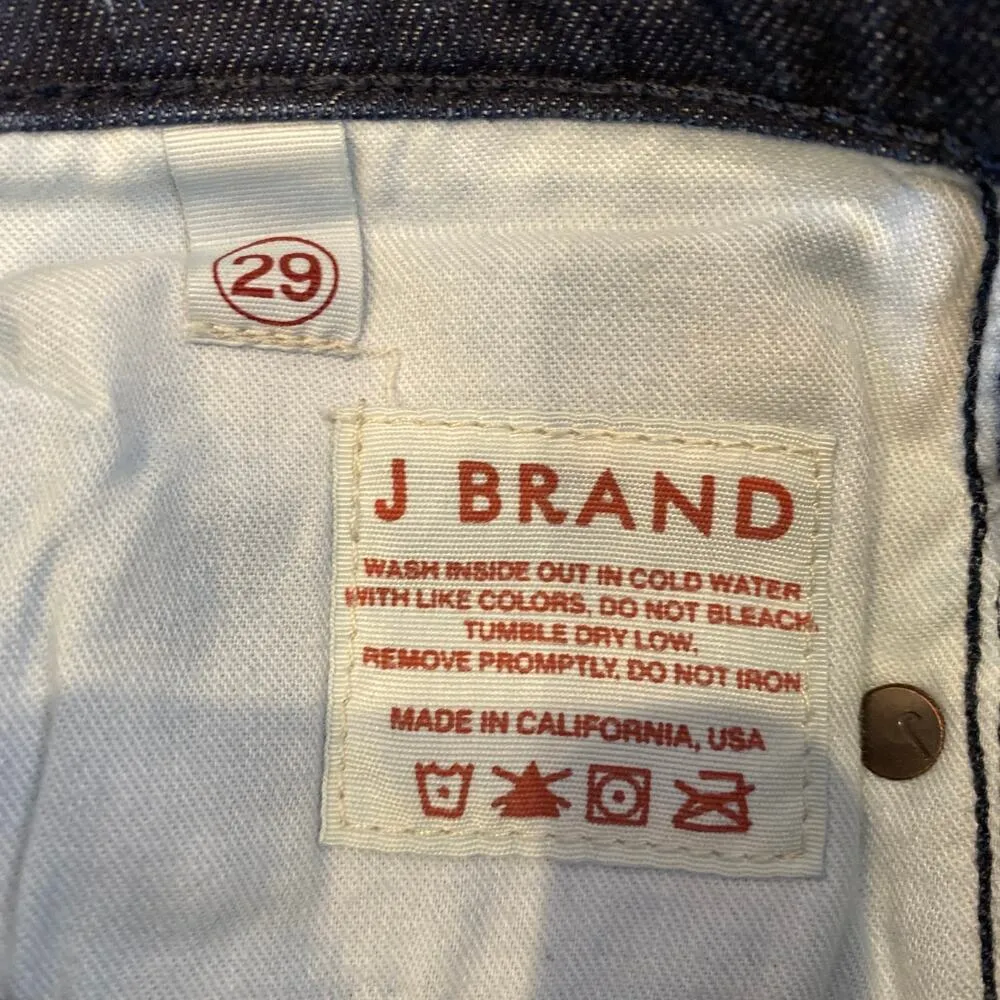 29
J BRAND
WASH INSIDE OUT IN COLD WATER
WITH LIKE COLORS, DO NOT BLEACH,
TUMBLE DRY LOW.
REMOVE PROMPTLY, DO NOT IRON
MADE IN CALIFORNIA, USA